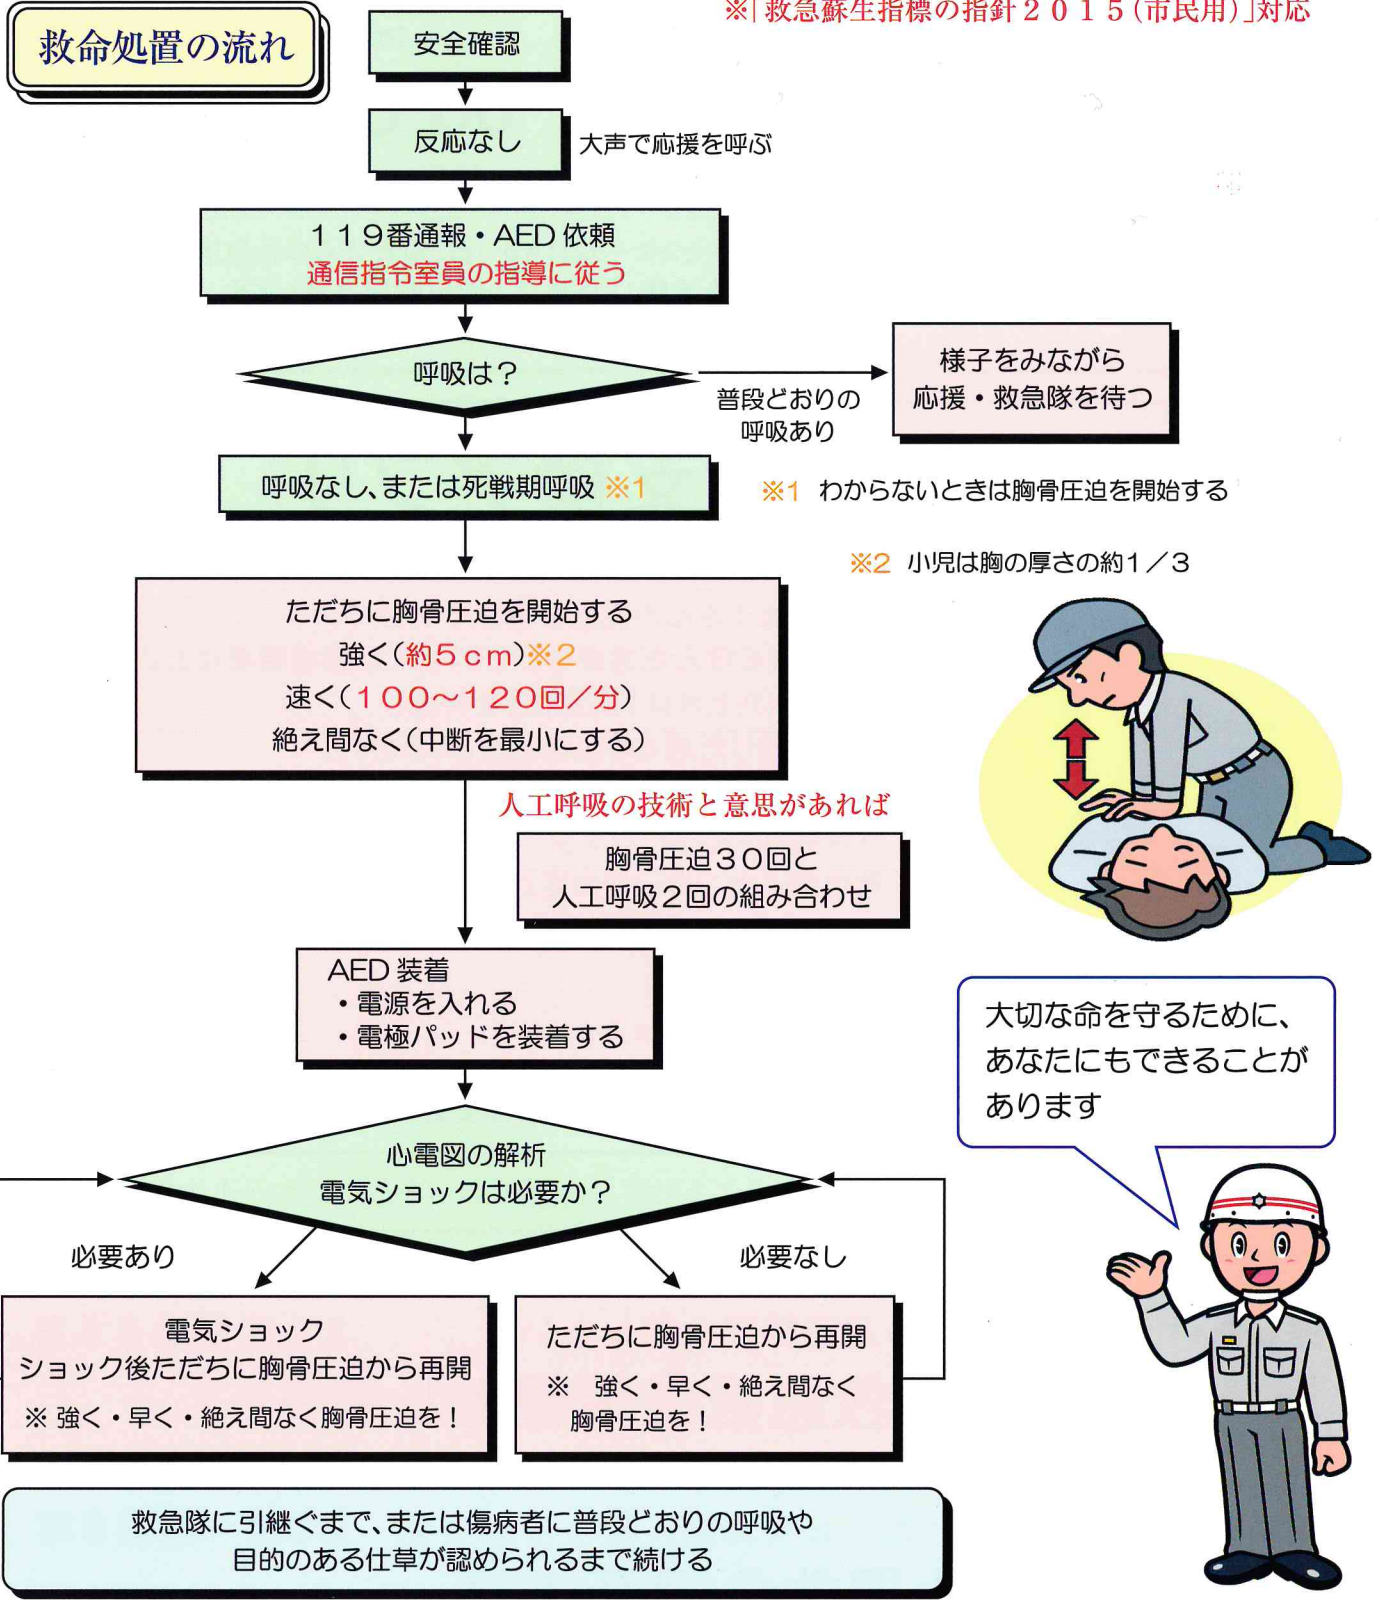 救命処置の流れ
※「救急蘇生指標の指針２０１５(市民用)」対応
安全確認
反応なし
大声で応援を呼ぶ
１１９番通報・AED 依頼
通信指令室員の指導に従う
呼吸は？
普段どおりの
呼吸あり
様子をみながら
応援・救急隊を待つ
呼吸なし、または死戦期呼吸 ※1
※1 わからないときは胸骨圧迫を開始する
※2 小児は胸の厚さの約１／３
ただちに胸骨圧迫を開始する
強く(約５ｃｍ)※２
速く(１００～１２０回／分)
絶え間なく(中断を最小にする)
人工呼吸の技術と意思があれば
胸骨圧迫３０回と
人工呼吸２回の組み合わせ
AED 装着
・電源を入れる
・電極パッドを装着する
心電図の解析
電気ショックは必要か？
必要あり
必要なし
電気ショック
ショック後ただちに胸骨圧迫から再開
※ 強く・早く・絶え間なく胸骨圧迫を！
ただちに胸骨圧迫から再開
※ 強く・早く・絶え間なく
胸骨圧迫を！
救急隊に引継ぐまで、または傷病者に普段どおりの呼吸や
目的のある仕草が認められるまで続ける
大切な命を守るために、
あなたにもできることが
あります